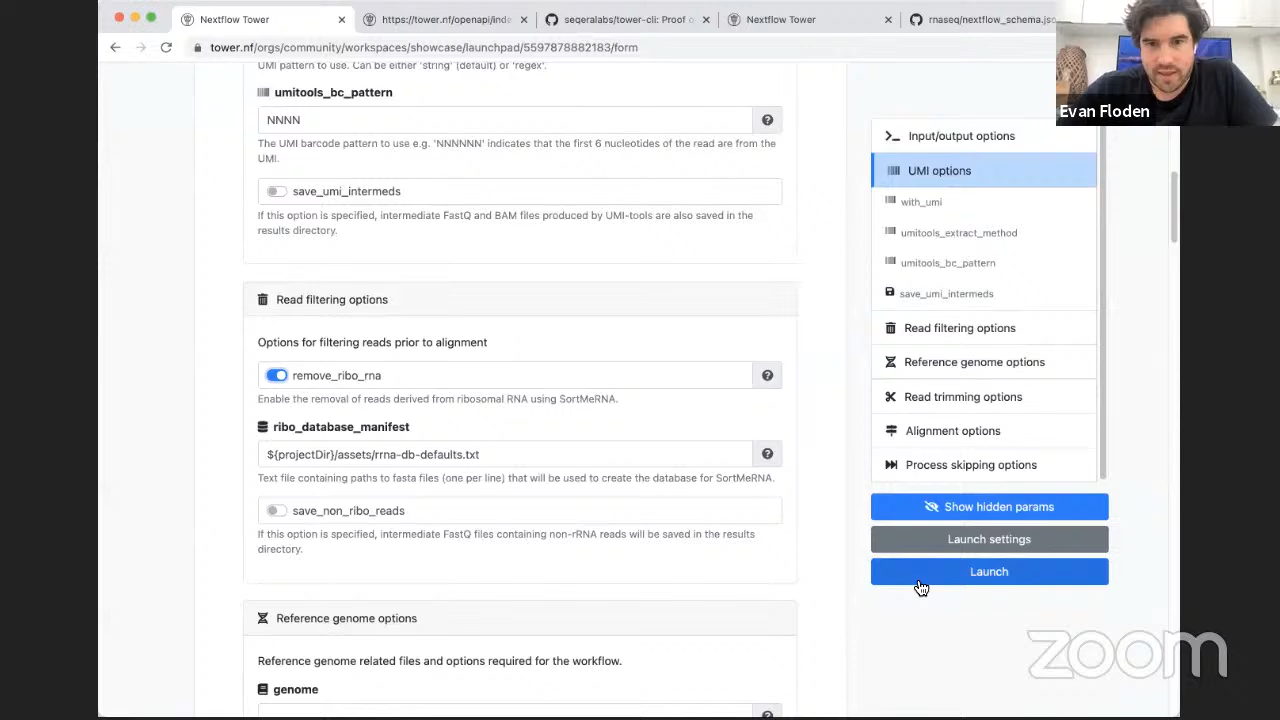 Nextflow Tower
https://tower.nf/openapi/inde
seqeralabs/tower-cli: Proof o
Nextflow Tower
rnaseq/nextflow_schema.jso
tower.nf/orgs/community/workspaces/showcase/launchpad/5597878882183/form
UMI pattern to use. Can be either 'string' (default) or 'regex'.
umitools_bc_pattern
NNNN
The UMI barcode pattern to use e.g. 'NNNNNN' indicates that the first 6 nucleotides of the read are from the
UMI.
save_umi_intermeds
If this option is specified, intermediate FastQ and BAM files produced by UMI-tools are also saved in the
results directory.
Read filtering options
Options for filtering reads prior to alignment
remove_ribo_rna
Enable the removal of reads derived from ribosomal RNA using SortMeRNA.
ribo_database_manifest
${projectDir}/assets/rrna-db-defaults.txt
Text file containing paths to fasta files (one per line) that will be used to create the database for SortMeRNA.
save_non_ribo_reads
If this option is specified, intermediate FastQ files containing non-rRNA reads will be saved in the results
directory.
Reference genome options
Reference genome related files and options required for the workflow.
genome
Input/output options
UMI options
with_umi
umitools_extract_method
umitools_bc_pattern
save_umi_intermeds
Read filtering options
Reference genome options
Read trimming options
Alignment options
Process skipping options
Show hidden params
Launch settings
Launch
Evan Floden
zoom